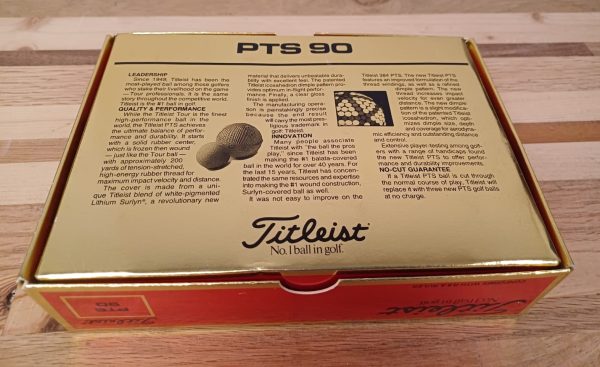 PTS 90
LEADERSHIP
Since 1949, Titleist has been the
most-played ball among those golfers
who stake their livelihood on the game
—Tour professionals. It is the same
story throughout the competitive world.
Titleist is the #1 ball in golf.
QUALITY & PERFORMANCE
While the Titleist Tour is the finest
high-performance ball in the
world, the Titleist PTS achieves
the ultimate balance of perfor-
mance and durability. It starts
with a solid rubber center,
which is frozen then wound
— just like the Tour ball —
with approximately 200
yards of tension-stretched,
high-energy rubber thread for
maximum impact velocity and distance.
The cover is made from a uni-
que Titleist blend of white-pigmented
Lithium Surlyn®, a revolutionary new
material that delivers unbeatable dura-
bility with excellent feel. The patented
Titleist icosahedron dimple pattern pro-
vides optimum in-flight perfor-
mance. Finally, a clear gloss
finish is applied.
The manufacturing opera-
tion is painstakingly precise
because the end result
will carry the most pres-
tigious trademark in
golf: Titleist.
INNOVATION
Many people associate
Titleist with "the ball the pros
play," since Titleist has been
making the #1 balata-covered
ball in the world for over 40 years. For
the last 15 years, Titleist has concen-
trated the same resources and expertise
into making the #1 wound construction,
Surlyn-covered ball as well.
It was not easy to improve on the
Titleist 384 PTS. The new Titleist PTS
features an improved formulation of the
thread windings, as well as a refined
dimple pattern. The new
thread increases impact
velocity for even greater
distance. The new dimple
pattern is a slight modifica-
tion of the patented Titleist
icosahedron, which opti-
mizes dimple size, depth
and coverage for aerodyna-
mic efficiency and outstanding distance
and control.
Extensive player testing among golf-
ers with a range of handicaps found
the new Titleist PTS to offer perfor-
mance and durability improvements.
NO-CUT GUARANTEE
If a Titleist PTS ball is cut through
the normal course of play, Titleist will
replace it with three new PTS golf balls
at no charge.
Titleist
No. 1 ball in golf.
PTS
90
Titleist
Titleist
No. 1 ball in golf.
CONFORMS WITH R&A RULES